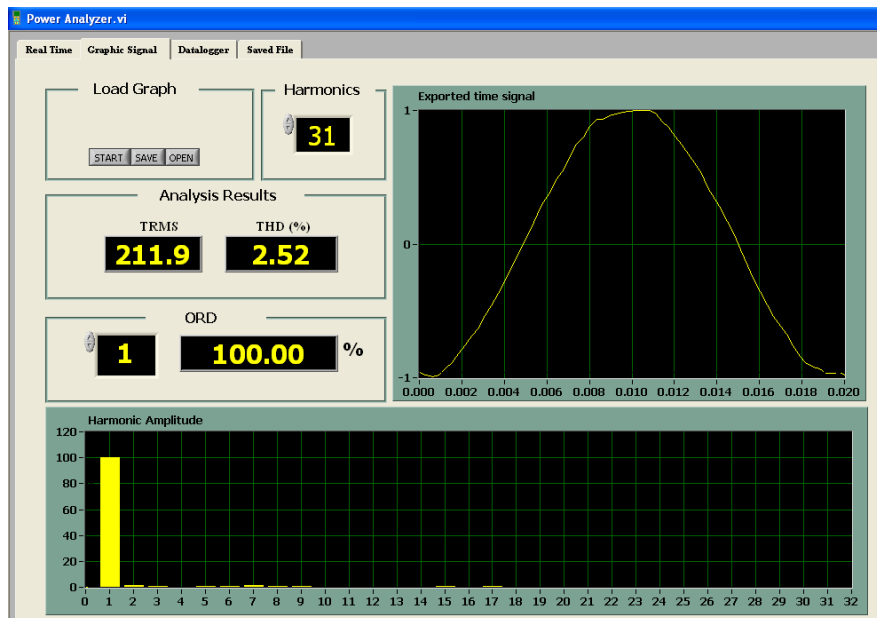 Power Analyzer.vi
Real Time Graphic Signal Datalogger Saved File
Load Graph
START SAVE OPEN
Harmonics
31
Analysis Results
TRMS THD (%)
211.9 2.52
ORD
1 100.00 %
Exported time signal
1
0
-1
0.000 0.002 0.004 0.006 0.008 0.010 0.012 0.014 0.016 0.018 0.020
Harmonic Amplitude
120
100
80
60
40
20
0
0 1 2 3 4 5 6 7 8 9 10 11 12 13 14 15 16 17 18 19 20 21 22 23 24 25 26 27 28 29 30 31 32